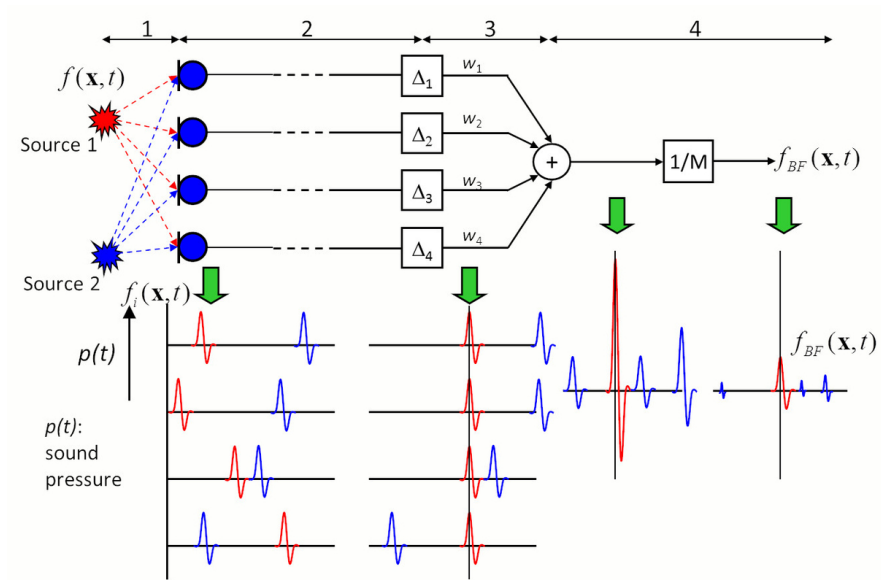 1 2 3 4
f(x,t)
Source 1
Δ1 w1
Δ2 w2
Δ3 w3
Δ4 w4
+
1/M
fBF(x,t)
Source 2
fi(x,t)
p(t)
fBF(x,t)
p(t):
sound
pressure